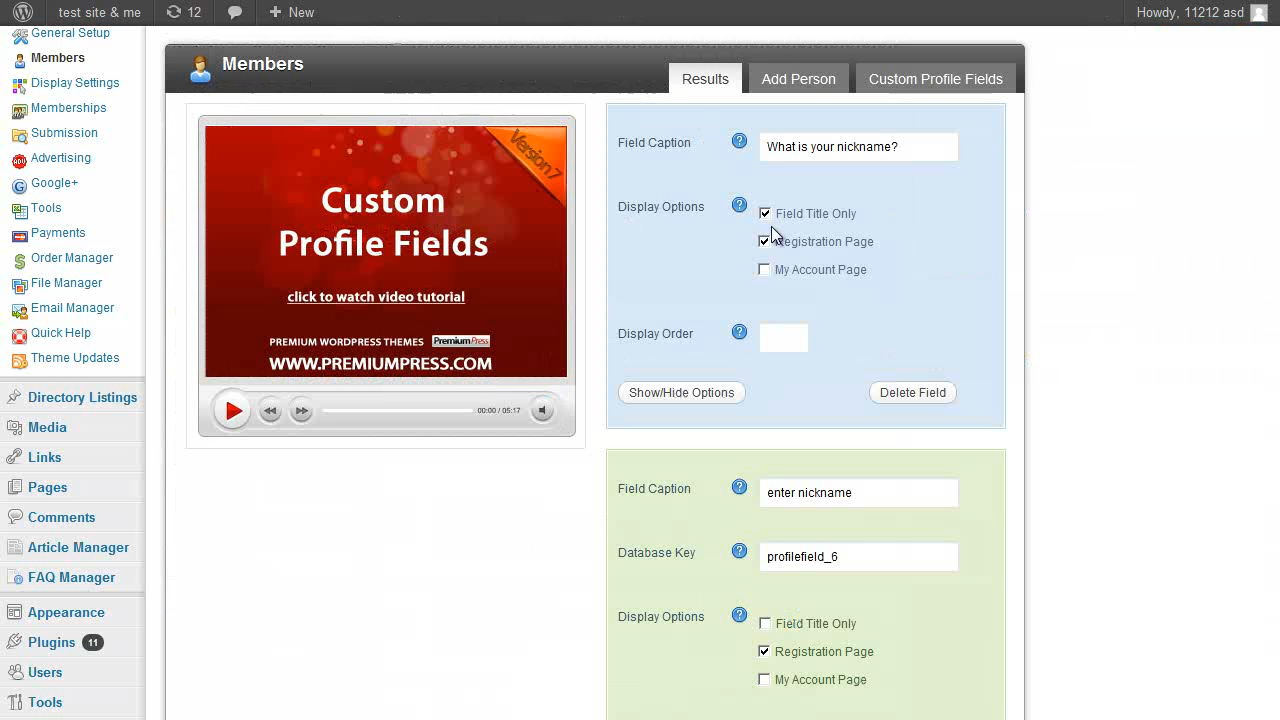 test site & me
12
New
Howdy, 11212 asd
General Setup
Members
Display Settings
Memberships
Submission
Advertising
Google+
Tools
Payments
Order Manager
File Manager
Email Manager
Quick Help
Theme Updates
Directory Listings
Media
Links
Pages
Comments
Article Manager
FAQ Manager
Appearance
Plugins 11
Users
Tools
Members
Results
Add Person
Custom Profile Fields
Version 7
Custom
Profile Fields
click to watch video tutorial
PREMIUM WORDPRESS THEMES PremiumPress
WWW.PREMIUMPRESS.COM
00:00 / 05:17
Field Caption
What is your nickname?
Display Options
Field Title Only
Registration Page
My Account Page
Display Order
Show/Hide Options
Delete Field
Field Caption
enter nickname
Database Key
profilefield_6
Display Options
Field Title Only
Registration Page
My Account Page